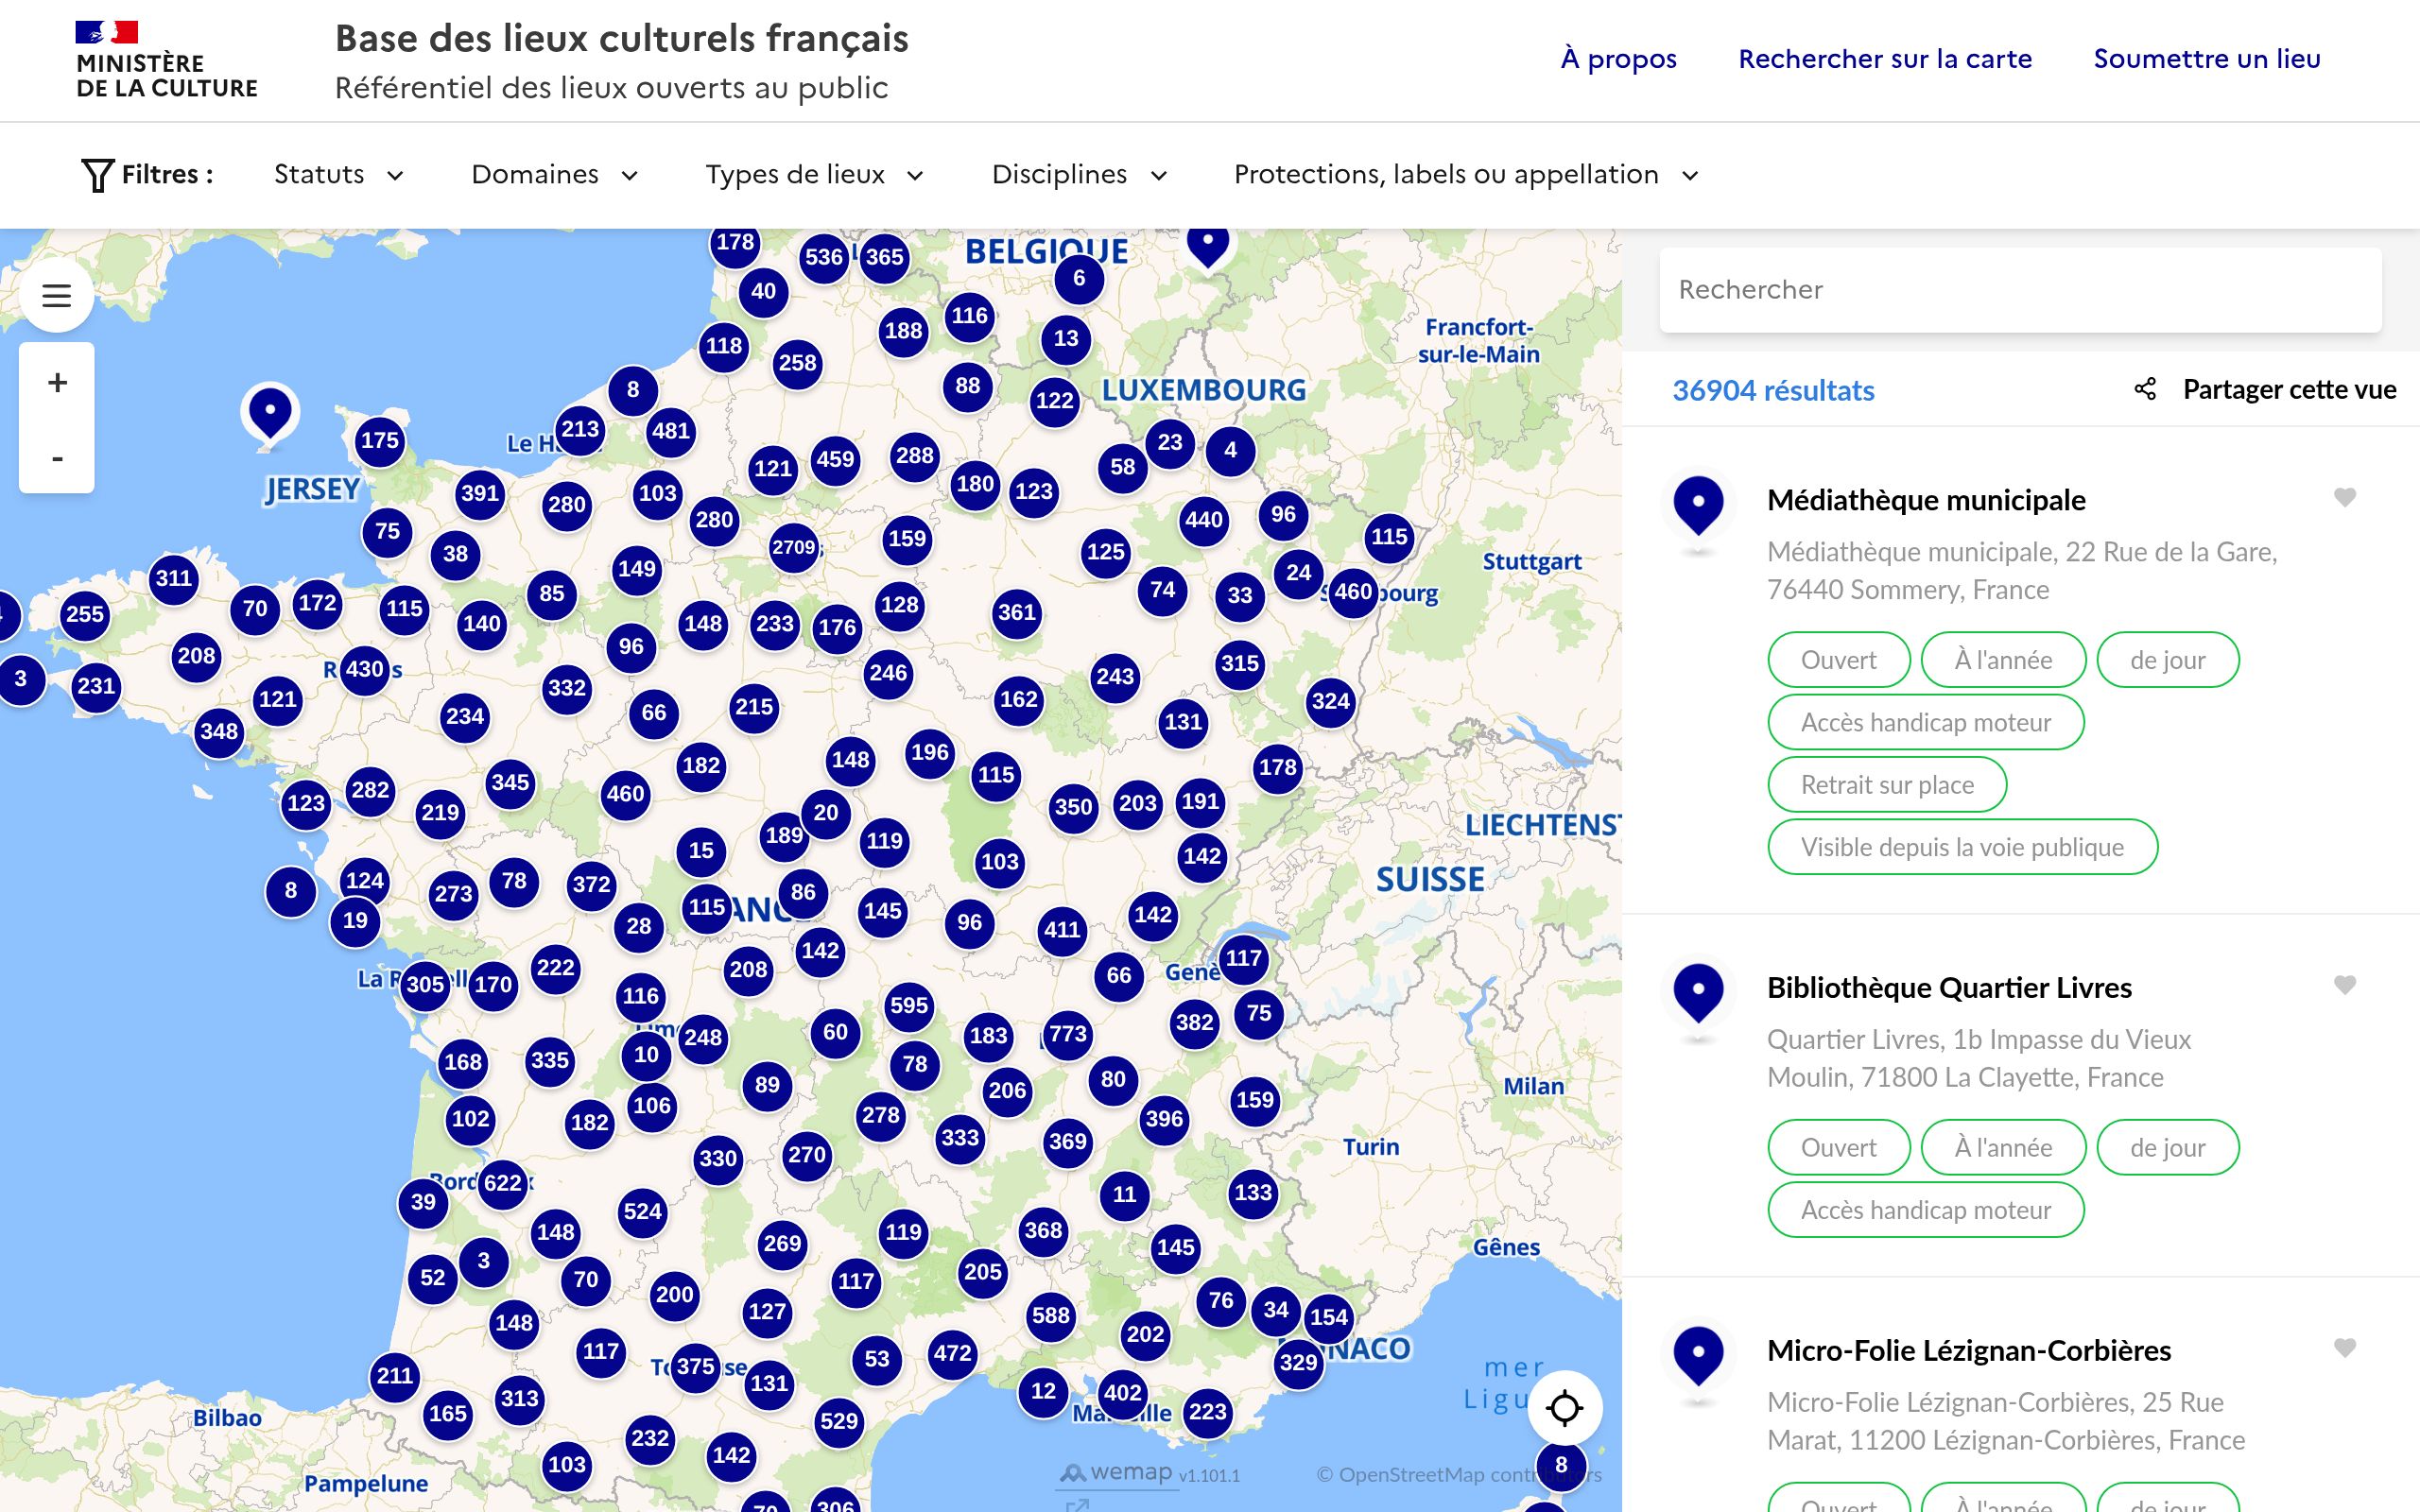 MINISTÈRE
DE LA CULTURE
Base des lieux culturels français
Référentiel des lieux ouverts au public
À propos
Rechercher sur la carte
Soumettre un lieu
Filtres :
Statuts
Domaines
Types de lieux
Disciplines
Protections, labels ou appellation
178
536
365
BELGIQUE
6
40
116
188
13
118
258
Francfort-
sur-le-Main
+
-
8
88
122
LUXEMBOURG
175
Le H
213
481
23
4
JERSEY
121
459
288
58
391
280
103
180
123
280
440
96
75
38
2709
159
125
115
Stuttgart
311
149
24
255
70
172
115
85
128
74
33
460
bourg
140
148
233
176
361
208
96
R
430
s
246
315
3
231
121
332
243
234
66
215
162
324
348
131
182
148
196
115
178
123
282
345
460
350
203
191
219
20
LIECHTENST
189
119
15
103
142
8
124
78
372
86
SUISSE
273
115
ANC
145
19
28
96
411
142
142
La R
305
170
222
208
66
Genè
117
116
595
75
248
60
183
773
382
168
335
10
78
89
206
80
Milan
102
182
106
278
159
396
333
369
330
270
Turin
Bord
622
x
39
11
133
524
148
269
119
368
145
Gênes
52
3
70
117
205
200
127
76
34
154
148
588
202
117
To
375
se
53
472
NACO
329
mer
Ligu
211
131
12
402
Ma
lle
223
165
313
529
Bilbao
232
142
103
Pampelune
70
306
8
wemap v1.101.1
© OpenStreetMap contributors
Rechercher
36904 résultats
Partager cette vue
Médiathèque municipale
Médiathèque municipale, 22 Rue de la Gare,
76440 Sommery, France
Ouvert
À l'année
de jour
Accès handicap moteur
Retrait sur place
Visible depuis la voie publique
Bibliothèque Quartier Livres
Quartier Livres, 1b Impasse du Vieux
Moulin, 71800 La Clayette, France
Ouvert
À l'année
de jour
Accès handicap moteur
Micro-Folie Lézignan-Corbières
Micro-Folie Lézignan-Corbières, 25 Rue
Marat, 11200 Lézignan-Corbières, France
Ouvert
À l'année
de jour